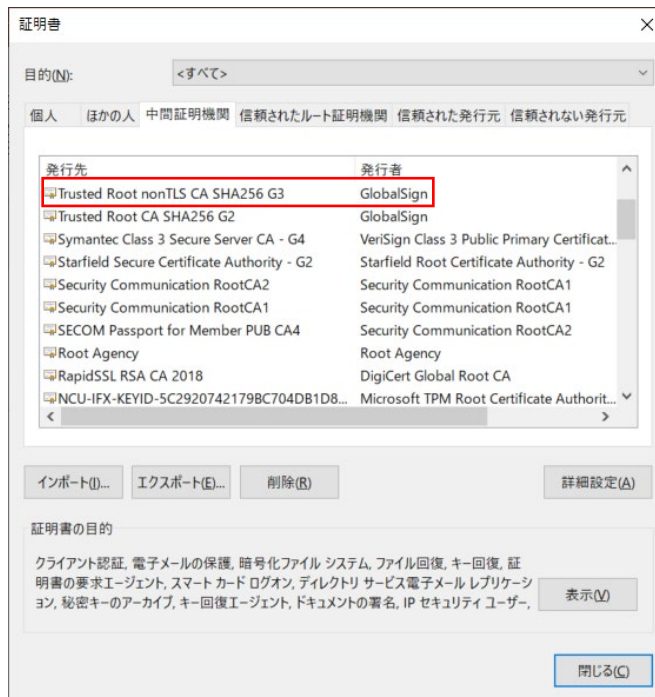 証明書
目的(N): <すべて>
個人 ほかの人 中間証明機関 信頼されたルート証明機関 信頼された発行元 信頼されない発行元
発行先 発行者
Trusted Root nonTLS CA SHA256 G3 GlobalSign
Trusted Root CA SHA256 G2 GlobalSign
Symantec Class 3 Secure Server CA - G4 VeriSign Class 3 Public Primary Certificat...
Starfield Secure Certificate Authority - G2 Starfield Root Certificate Authority - G2
Security Communication RootCA2 Security Communication RootCA1
Security Communication RootCA1 Security Communication RootCA1
SECOM Passport for Member PUB CA4 Security Communication RootCA2
Root Agency Root Agency
RapidSSL RSA CA 2018 DigiCert Global Root CA
NCU-IFX-KEYID-5C2920742179BC704DB1D8... Microsoft TPM Root Certificate Authorit...
インポート(I)... エクスポート(E)... 削除(R) 詳細設定(A)
証明書の目的
クライアント認証, 電子メールの保護, 暗号化ファイル システム, ファイル回復, キー回復, 証
明書の要求エージェント, スマート カード ログオン, ディレクトリ サービス電子メール レプリケーシ
ョン, 秘密キーのアーカイブ, キー回復エージェント, ドキュメントの署名, IP セキュリティ ユーザー,
表示(V)
閉じる(C)